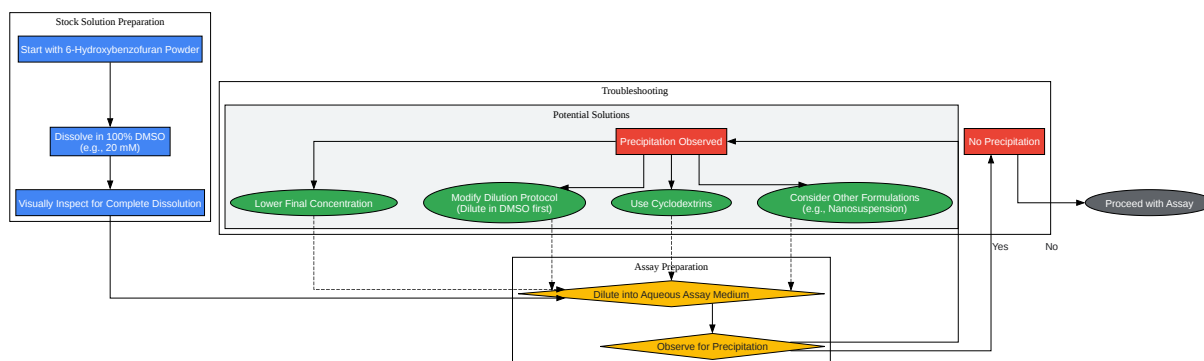 Stock Solution Preparation
Start with 6-Hydroxybenzofuran Powder
Dissolve in 100% DMSO
(e.g., 20 mM)
Visually Inspect for Complete Dissolution
Troubleshooting
Potential Solutions
Precipitation Observed
No Precipitation
Lower Final Concentration
Modify Dilution Protocol
(Dilute in DMSO first)
Use Cyclodextrins
Consider Other Formulations
(e.g., Nanosuspension)
Proceed with Assay
Yes
No
Assay Preparation
Dilute into Aqueous Assay Medium
Observe for Precipitation